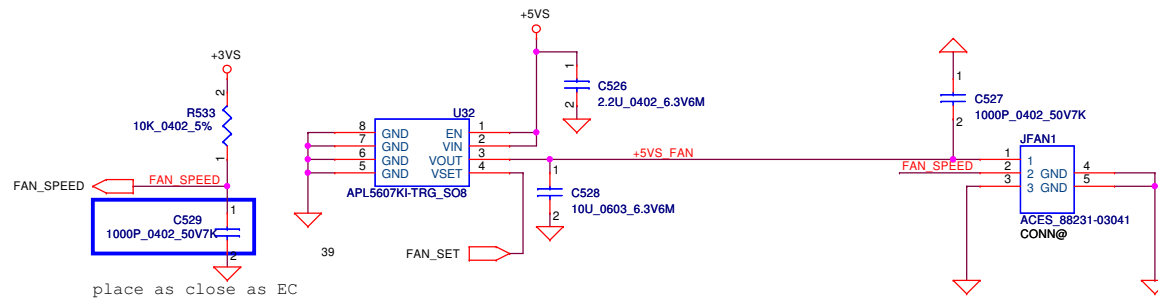 +5VS
+3VS
1
2
C526
2.2U_0402_6.3V6M
2
R533
10K_0402_5%
1
U32
8 GND EN 1
7 GND VIN 2
6 GND VOUT 3
5 GND VSET 4
APL5607KI-TRG_SO8
+5VS_FAN
1
C527
1000P_0402_50V7K
2
JFAN1
1 1
FAN_SPEED 2 2 GND 4
3 3 GND 5
ACES_88231-03041
CONN@
FAN_SPEED FAN_SPEED
1
C528
10U_0603_6.3V6M
2
1
C529
1000P_0402_50V7K
2
39
FAN_SET
place as close as EC